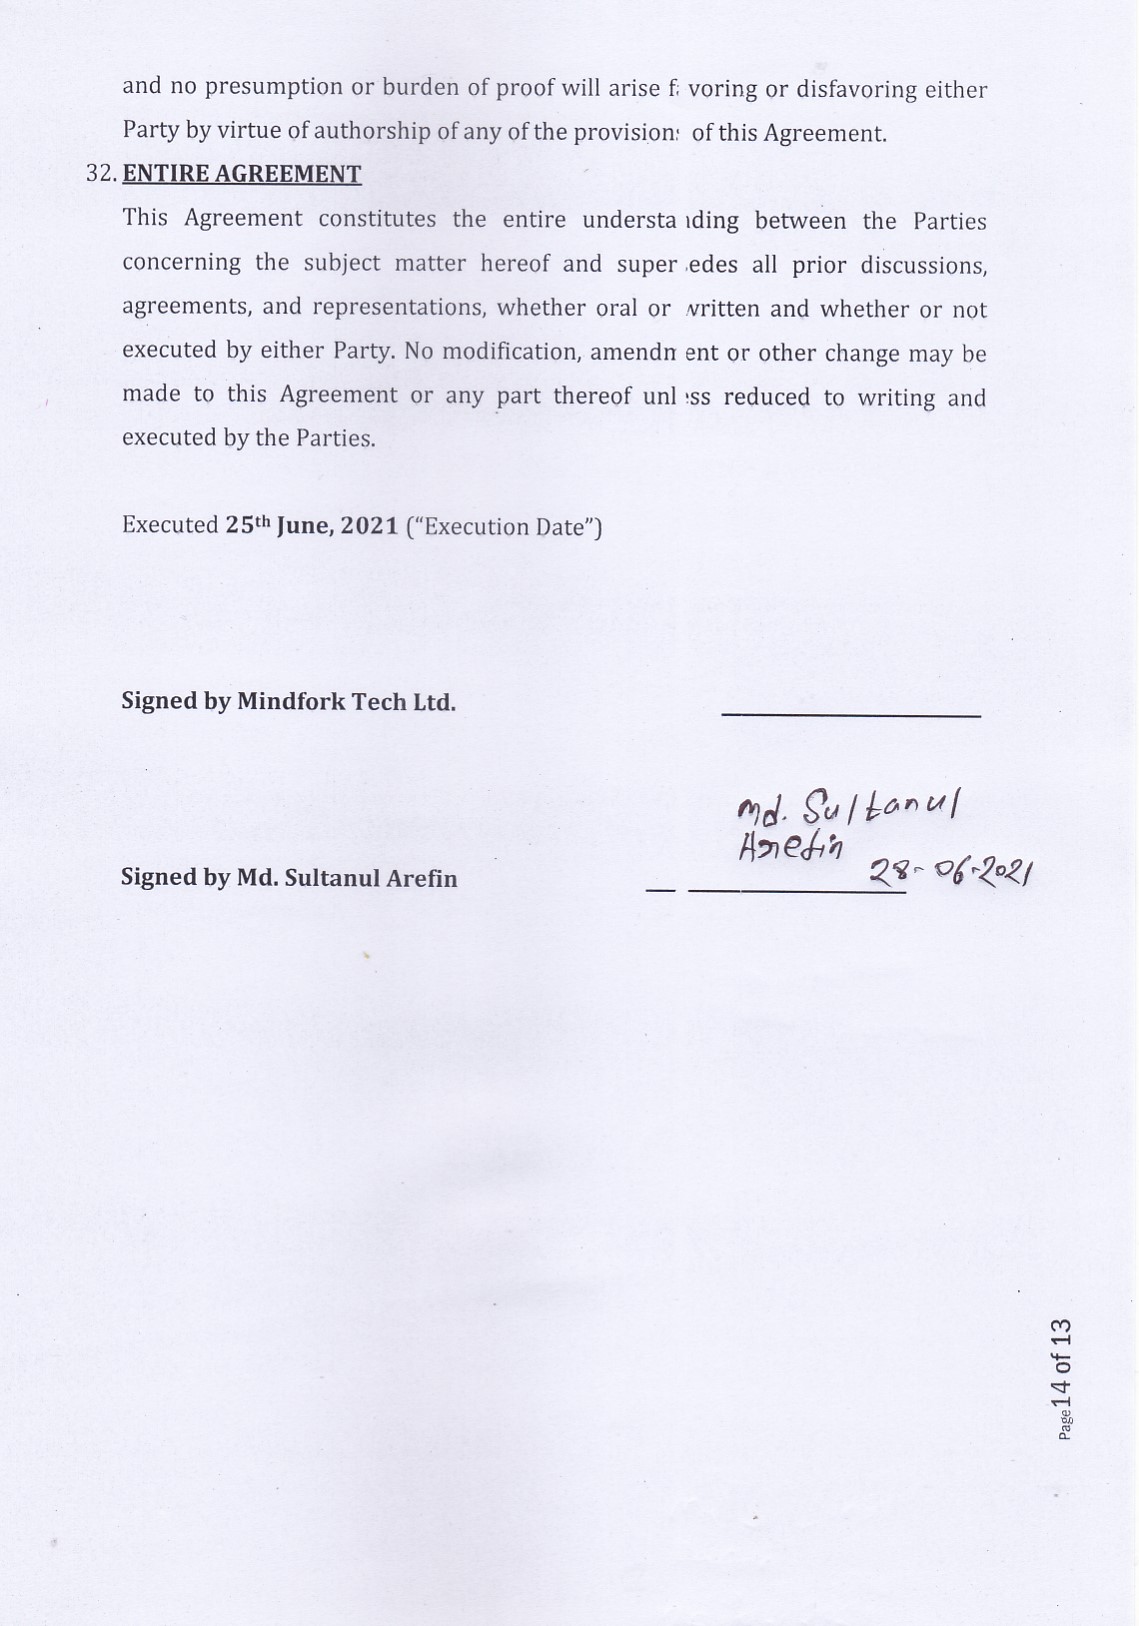 and no presumption or burden of proof will arise f voring or disfavoring either
Party by virtue of authorship of any of the provision of this Agreement.
32. ENTIRE AGREEMENT
This Agreement constitutes the entire understa ding between the Parties
concerning the subject matter hereof and super edes all prior discussions,
agreements, and representations, whether oral or written and whether or not
executed by either Party. No modification, amendm ent or other change may be
made to this Agreement or any part thereof unl ess reduced to writing and
executed by the Parties.
Executed 25th June, 2021 (“Execution Date”)
Signed by Mindfork Tech Ltd.
Md. Sultanul
Arefin
28-06-2021
Signed by Md. Sultanul Arefin
Page 14 of 13